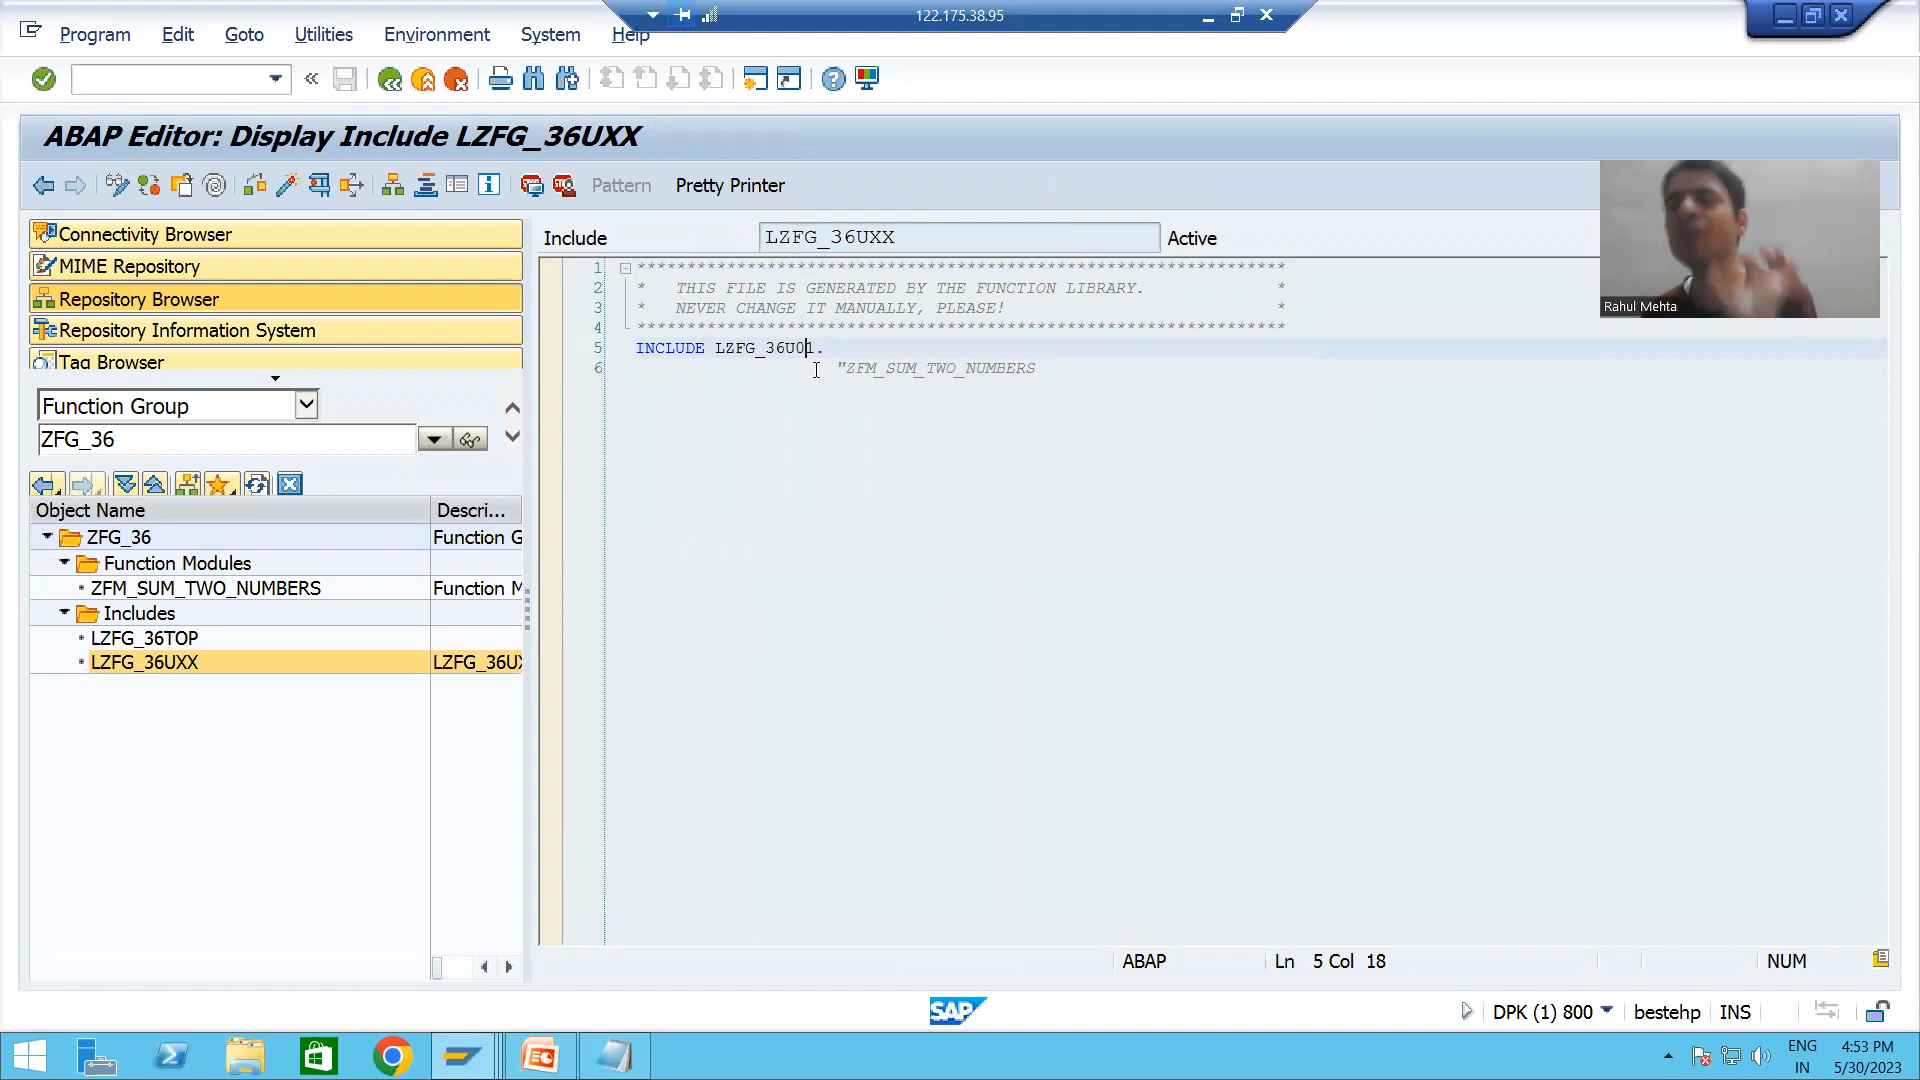 122.175.38.95
Program Edit Goto Utilities Environment System Help
ABAP Editor: Display Include LZFG_36UXX
Pattern Pretty Printer
Connectivity Browser
MIME Repository
Repository Browser
Repository Information System
Tag Browser
Function Group
ZFG_36
Object Name Descri...
ZFG_36 Function G
Function Modules
ZFM_SUM_TWO_NUMBERS Function M
Includes
LZFG_36TOP
LZFG_36UXX LZFG_36UX
Include LZFG_36UXX Active
1 *****************************************************************
2 * THIS FILE IS GENERATED BY THE FUNCTION LIBRARY. *
3 * NEVER CHANGE IT MANUALLY, PLEASE! *
4 *****************************************************************
5 INCLUDE LZFG_36U01.
6 "ZFM_SUM_TWO_NUMBERS
Rahul Mehta
ABAP Ln 5 Col 18 NUM
SAP DPK (1) 800 bestehp INS
ENG 4:53 PM
IN 5/30/2023